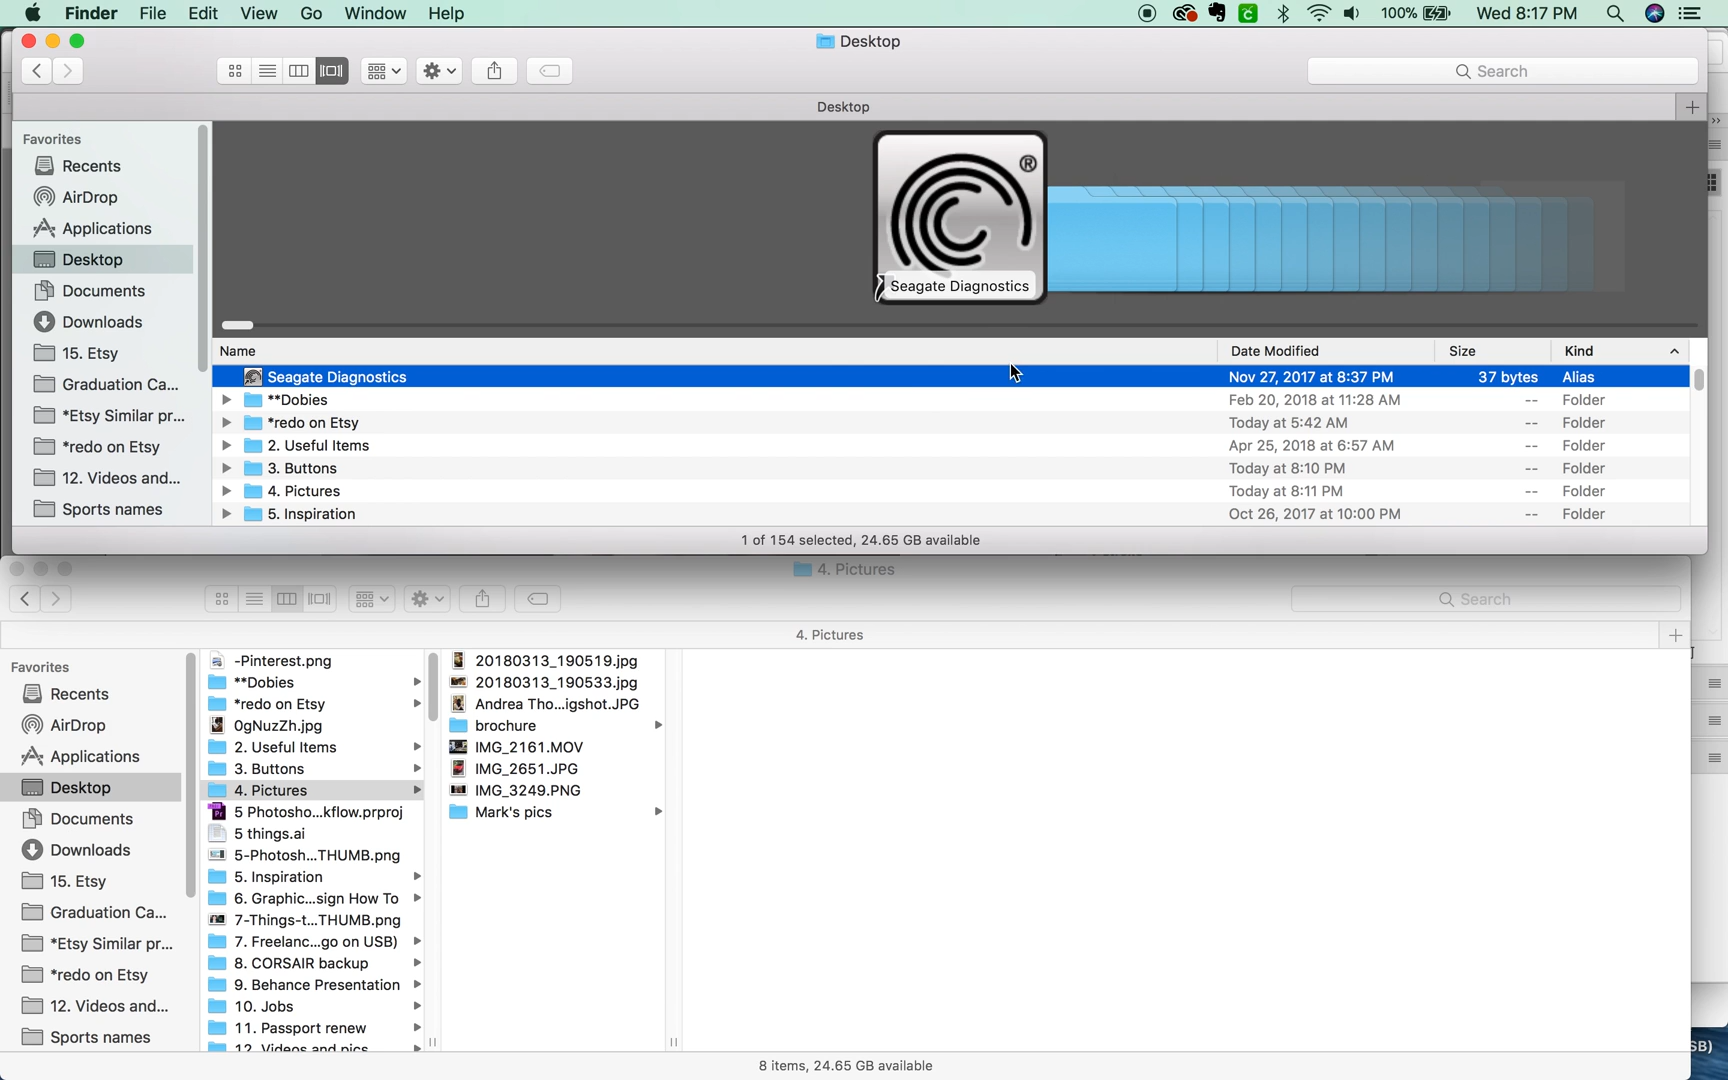 Finder File Edit View Go Window Help 100% Wed 8:17 PM
Desktop
Search
Desktop
Favorites
Recents
AirDrop
Applications
Desktop
Documents
Downloads
15. Etsy
Graduation Ca...
*Etsy Similar pr...
*redo on Etsy
12. Videos and...
Sports names
®
Seagate Diagnostics
Name Date Modified Size Kind
Seagate Diagnostics Nov 27, 2017 at 8:37 PM 37 bytes Alias
**Dobies Feb 20, 2018 at 11:28 AM -- Folder
*redo on Etsy Today at 5:42 AM -- Folder
2. Useful Items Apr 25, 2018 at 6:57 AM -- Folder
3. Buttons Today at 8:10 PM -- Folder
4. Pictures Today at 8:11 PM -- Folder
5. Inspiration Oct 26, 2017 at 10:00 PM -- Folder
1 of 154 selected, 24.65 GB available
4. Pictures
Search
4. Pictures
Favorites
Recents
AirDrop
Applications
Desktop
Documents
Downloads
15. Etsy
Graduation Ca...
*Etsy Similar pr...
*redo on Etsy
12. Videos and...
Sports names
-Pinterest.png
**Dobies
*redo on Etsy
0gNuzZh.jpg
2. Useful Items
3. Buttons
4. Pictures
5 Photosho...kflow.prproj
5 things.ai
5-Photosh...THUMB.png
5. Inspiration
6. Graphic...sign How To
7-Things-t...THUMB.png
7. Freelanc...go on USB)
8. CORSAIR backup
9. Behance Presentation
10. Jobs
11. Passport renew
12. Videos and pics
20180313_190519.jpg
20180313_190533.jpg
Andrea Tho...igshot.JPG
brochure
IMG_2161.MOV
IMG_2651.JPG
IMG_3249.PNG
Mark's pics
8 items, 24.65 GB available
SB)